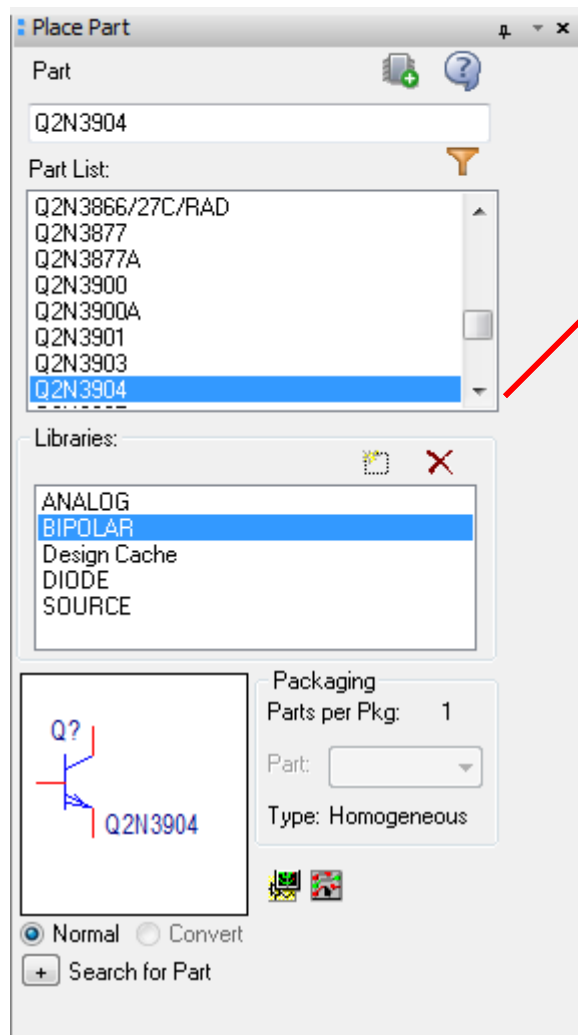 Place Part
Part
Q2N3904
Part List:
Q2N3866/27C/RAD
Q2N3877
Q2N3877A
Q2N3900
Q2N3900A
Q2N3901
Q2N3903
Q2N3904
Libraries:
ANALOG
BIPOLAR
Design Cache
DIODE
SOURCE
Q?
Q2N3904
Packaging
Parts per Pkg: 1
Part:
Type: Homogeneous
Normal Convert
+ Search for Part